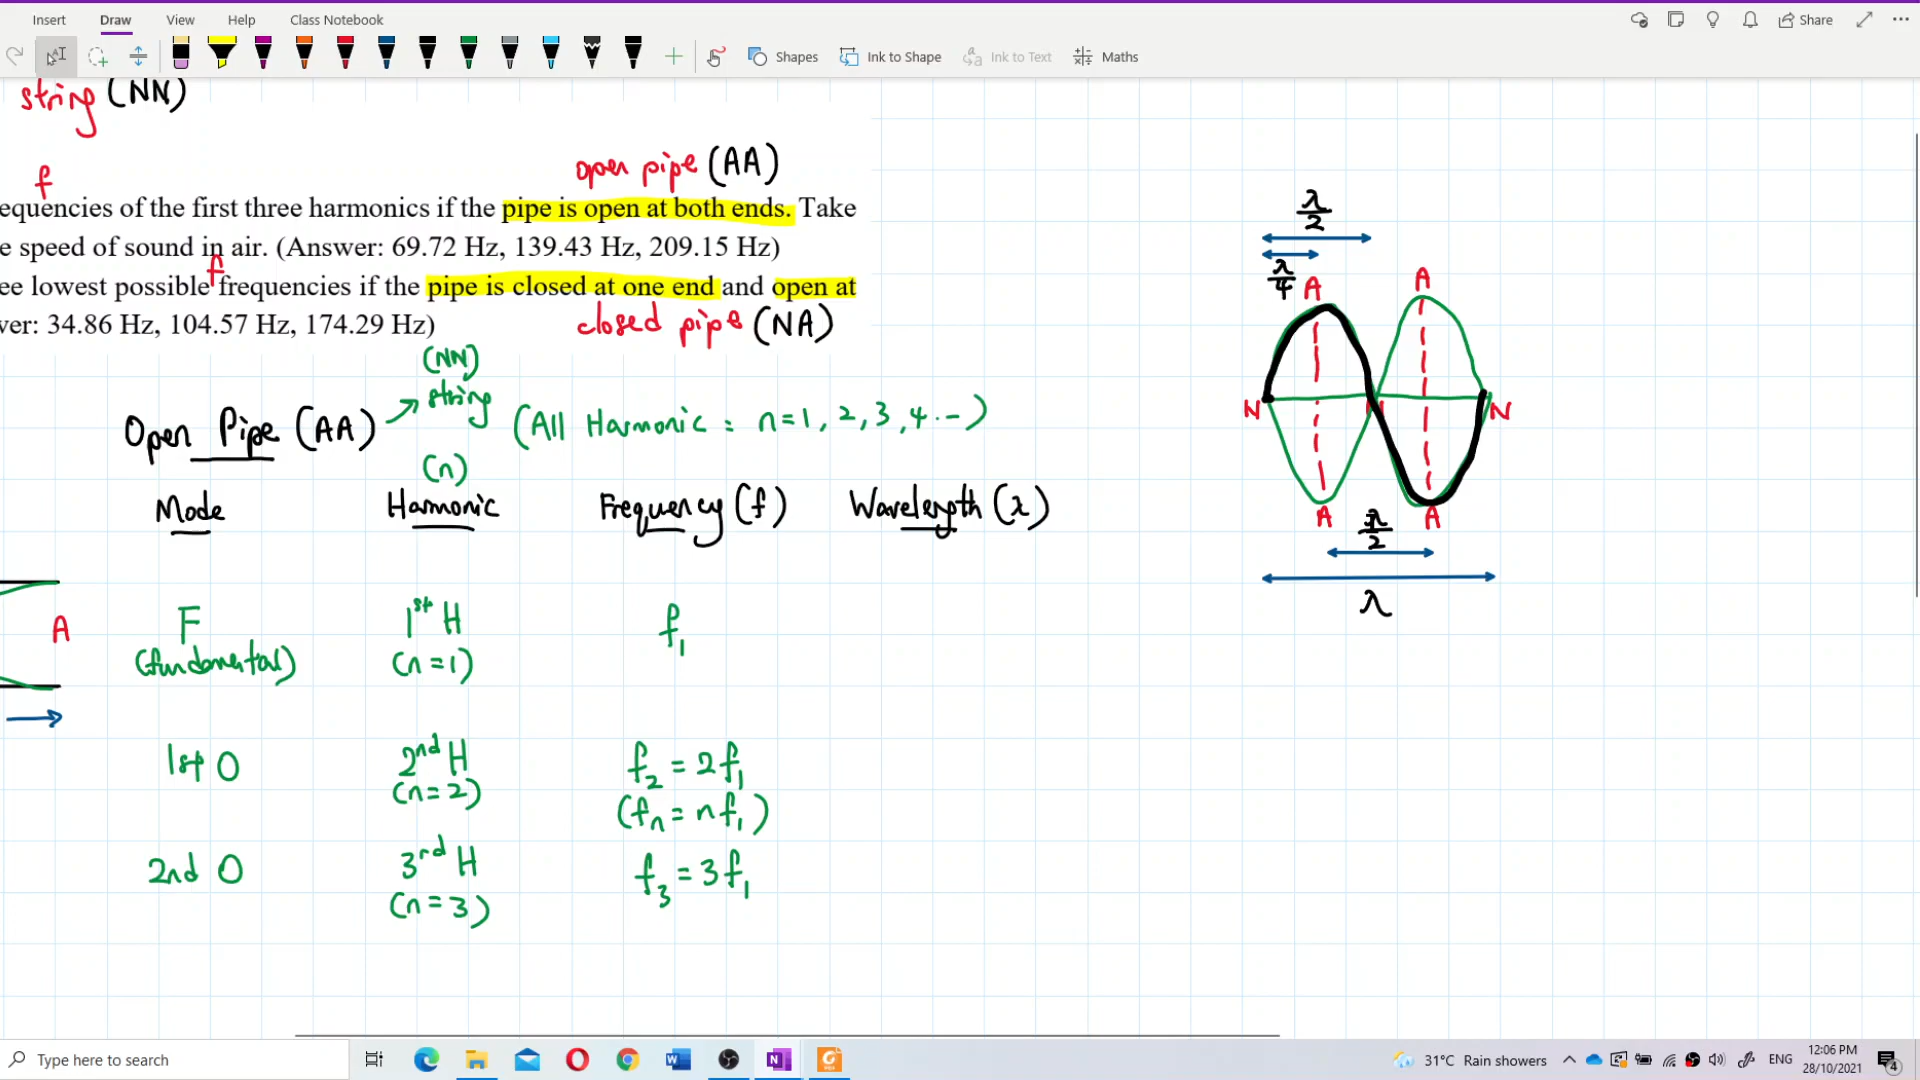 Insert Draw View Help Class Notebook Share
Shapes Ink to Shape Ink to Text Maths
string (NN)
f
open pipe (AA)
equencies of the first three harmonics if the pipe is open at both ends. Take
e speed of sound in air. (Answer: 69.72 Hz, 139.43 Hz, 209.15 Hz)
f
ee lowest possible frequencies if the pipe is closed at one end and open at
ver: 34.86 Hz, 104.57 Hz, 174.29 Hz)
closed pipe (NA)
(NN)
string
Open Pipe (AA)
(All Harmonic : n=1, 2, 3, 4 ..-)
(n)
Mode Harmonic Frequency (f) Wavelength (λ)
A
F 1st H f₁
(fundamental) (n=1)
1st O 2nd H f₂ = 2f₁
(n=2) (fₙ = nf₁)
2nd O 3rd H f₃ = 3f₁
(n=3)
λ/2
λ/4
A A
N N N
A A
λ/2
λ
Type here to search
31°C Rain showers ENG 12:06 PM
28/10/2021 4